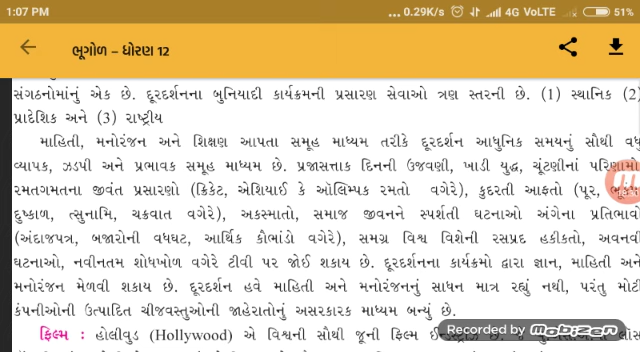 1:07 PM
... 0.29K/s 4G VoLTE 51%
ભૂગોળ - ધોરણ 12
સંગઠનોમાંનું એક છે. દૂરદર્શનના બુનિયાદી કાર્યક્રમની પ્રસારણ સેવાઓ ત્રણ સ્તરની છે. (1) સ્થાનિક (2)
પ્રાદેશિક અને (3) રાષ્ટ્રીય
માહિતી, મનોરંજન અને શિક્ષણ આપતા સમૂહ માધ્યમ તરીકે દૂરદર્શન આધુનિક સમયનું સૌથી વધુ
વ્યાપક, ઝડપી અને પ્રભાવક સમૂહ માધ્યમ છે. પ્રજાસત્તાક દિનની ઉજવણી, ખાડી યુદ્ધ, ચૂંટણીનાં પરિણામો
રમતગમતના જીવંત પ્રસારણો (ક્રિકેટ, એશિયાઈ કે ઓલિમ્પક રમતો વગેરે), કુદરતી આફતો (પૂર,
દુષ્કાળ, ત્સુનામિ, ચક્રવાત વગેરે), અકસ્માતો, સમાજ જીવનને સ્પર્શતી ઘટનાઓ અંગેના પ્રતિભાવો
(અંદાજપત્ર, બજારોની વધઘટ, આર્થિક કૌભાંડો વગેરે), સમગ્ર વિશ્વ વિશેની રસપ્રદ હકીકતો, અવનવી
ઘટનાઓ, નવીનતમ શોધખોળ વગેરે ટીવી પર જોઈ શકાય છે. દૂરદર્શનના કાર્યક્રમો દ્વારા જ્ઞાન, માહિતી અને
મનોરંજન મેળવી શકાય છે. દૂરદર્શન હવે માહિતી અને મનોરંજનનું સાધન માત્ર રહ્યું નથી, પરંતુ મોટી
કંપનીઓની ઉત્પાદિત ચીજવસ્તુઓની જાહેરાતોનું અસરકારક માધ્યમ બન્યું છે.
ફિલ્મ : હોલીવુડ (Hollywood) એ વિશ્વની સૌથી જૂની ફિલ્મ
Recorded by Mobizen